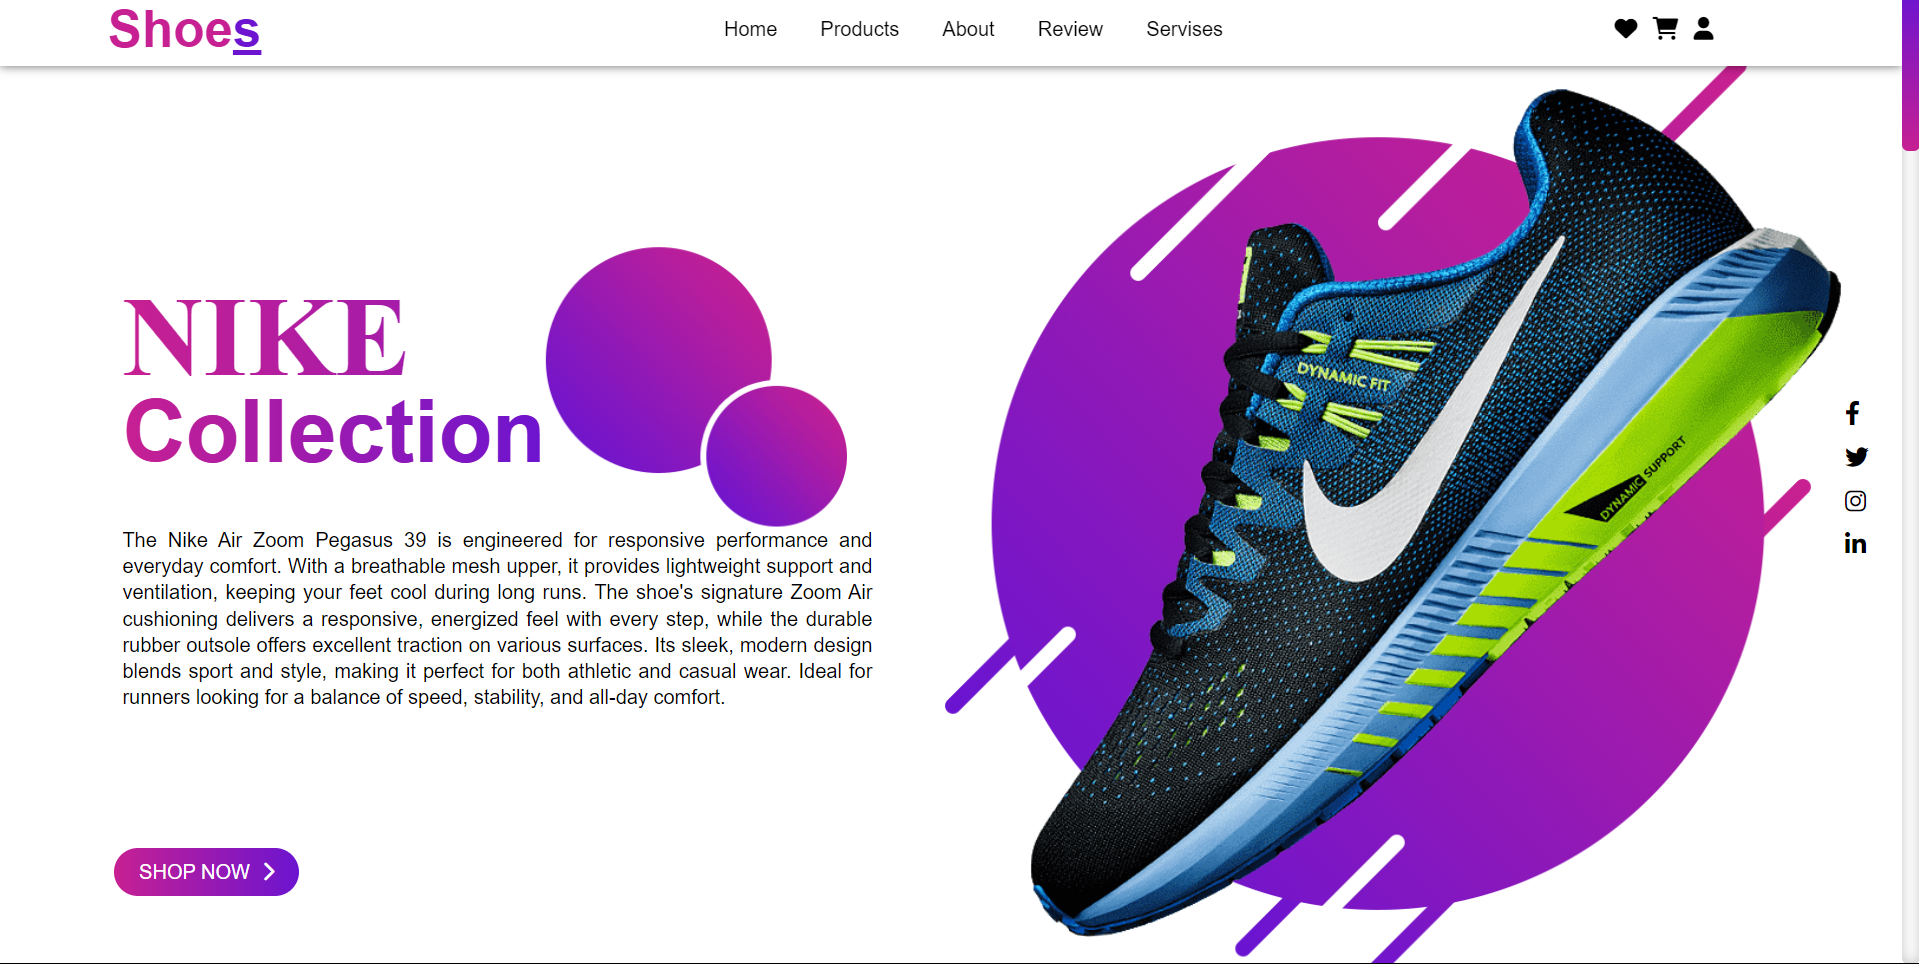 Shoes
Home Products About Review Servises
NIKE
Collection
The Nike Air Zoom Pegasus 39 is engineered for responsive performance and
everyday comfort. With a breathable mesh upper, it provides lightweight support and
ventilation, keeping your feet cool during long runs. The shoe's signature Zoom Air
cushioning delivers a responsive, energized feel with every step, while the durable
rubber outsole offers excellent traction on various surfaces. Its sleek, modern design
blends sport and style, making it perfect for both athletic and casual wear. Ideal for
runners looking for a balance of speed, stability, and all-day comfort.
SHOP NOW
DYNAMIC FIT
DYNAMIC SUPPORT